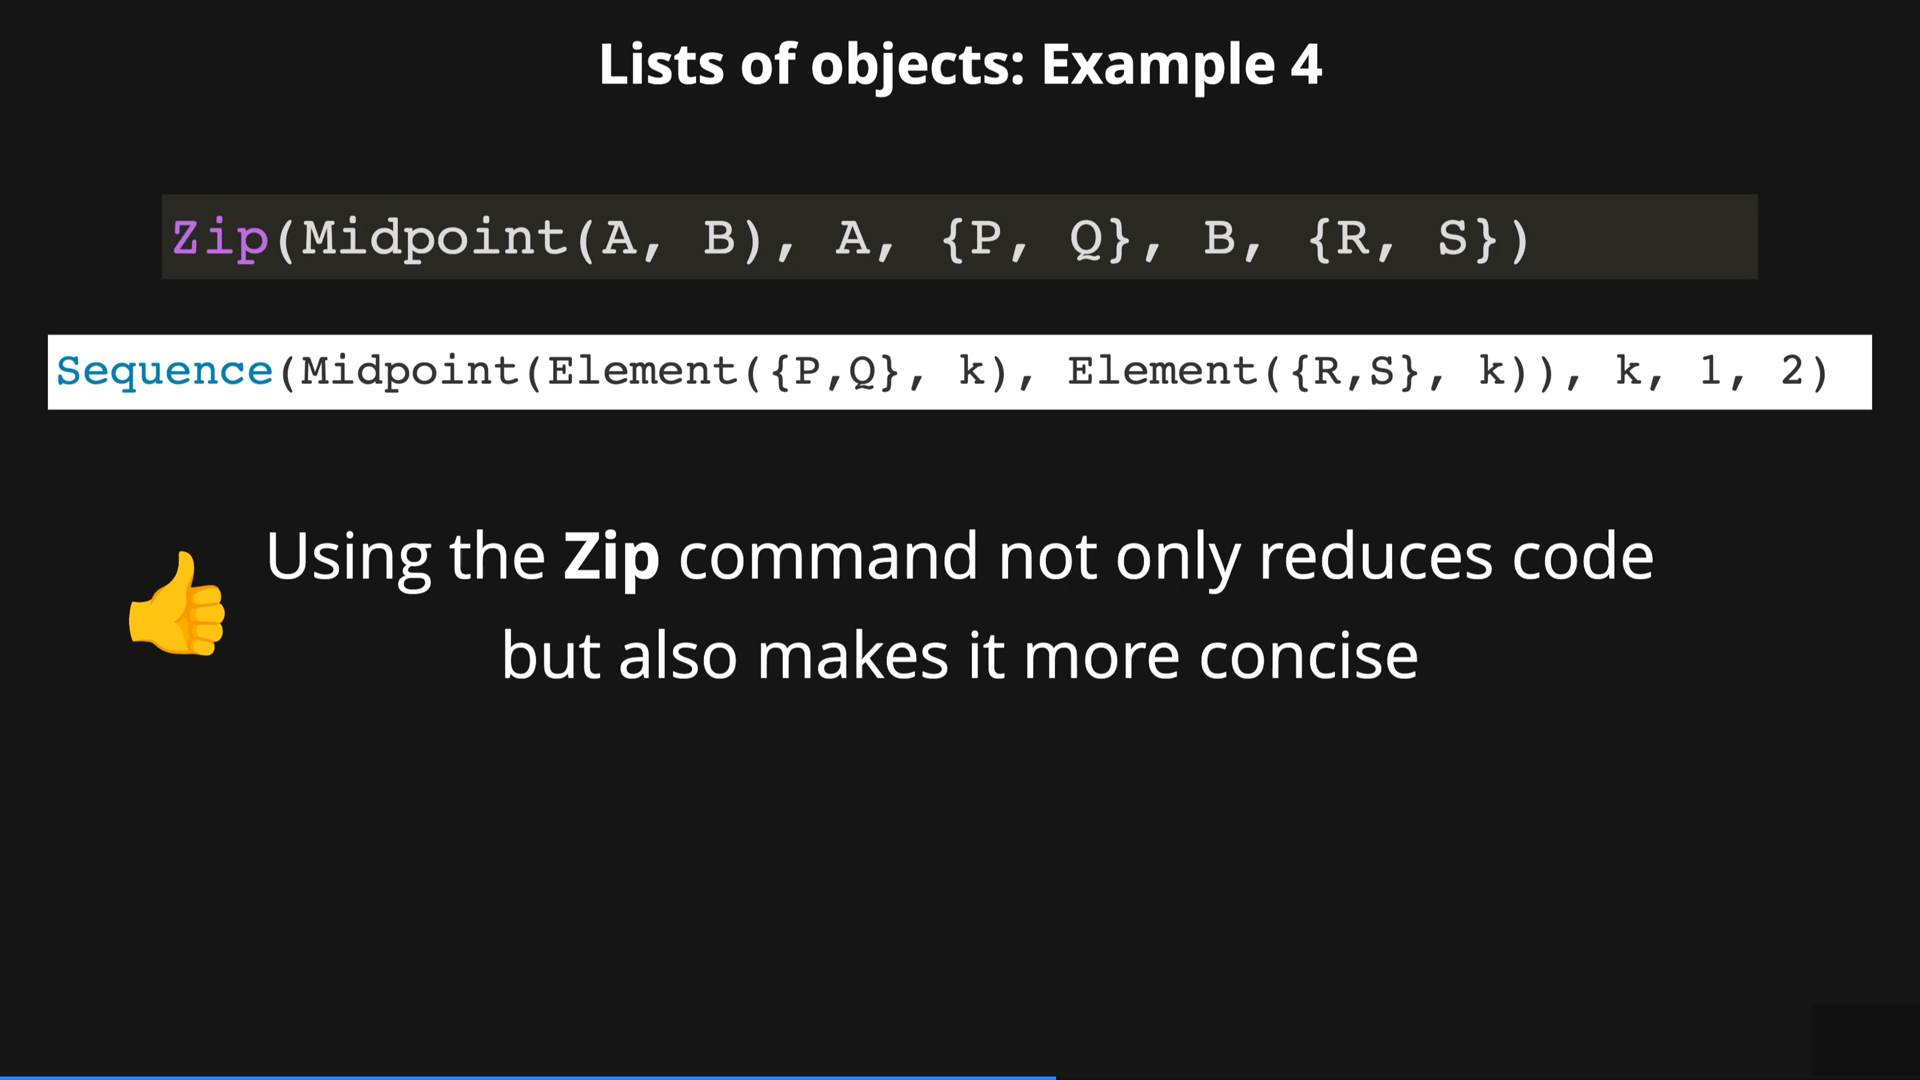 Lists of objects: Example 4
Zip(Midpoint(A, B), A, {P, Q}, B, {R, S})
Sequence(Midpoint(Element({P,Q}, k), Element({R,S}, k)), k, 1, 2)
Using the Zip command not only reduces code
but also makes it more concise